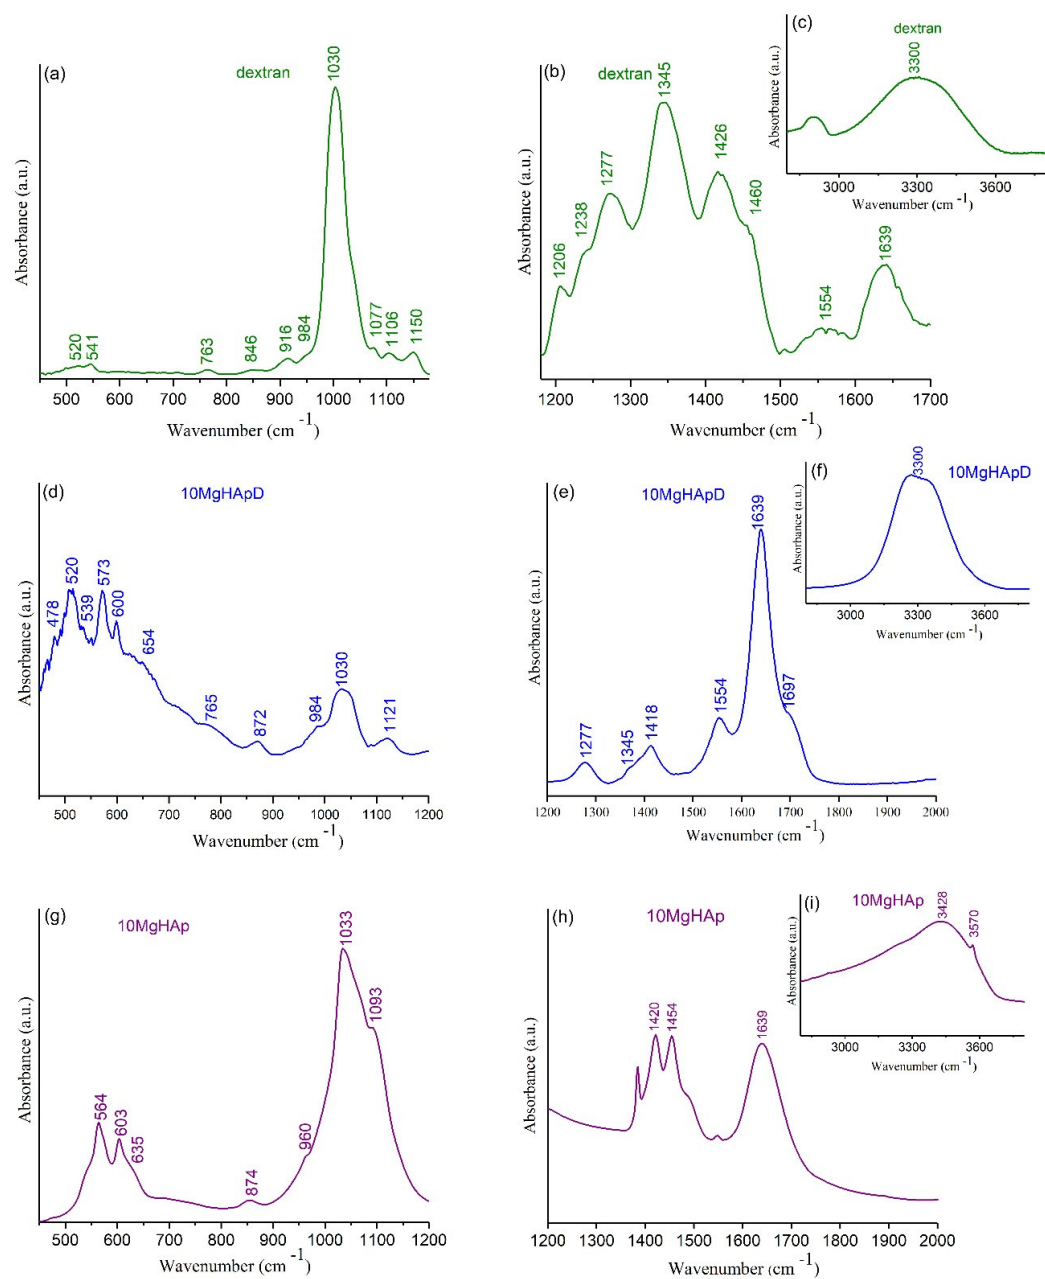 (a)
dextran
1030
520
541
763
846
916
984
1077
1106
1150
Absorbance (a.u.)
500 600 700 800 900 1000 1100
Wavenumber (cm -1)
(b)
dextran
1206
1238
1277
1345
1426
1460
1554
1639
Absorbance (a.u.)
1200 1300 1400 1500 1600 1700
Wavenumber (cm -1)
(c)
dextran
3300
Absorbance (a.u.)
3000 3300 3600
Wavenumber (cm -1)
(d)
10MgHApD
478
520
539
573
600
654
765
872
984
1030
1121
Absorbance (a.u.)
500 600 700 800 900 1000 1100 1200
Wavenumber (cm -1)
(e)
10MgHApD
1277
1345
1418
1554
1639
1697
Absorbance (a.u.)
1200 1300 1400 1500 1600 1700 1800 1900 2000
Wavenumber (cm -1)
(f)
3300
10MgHApD
Absorbance (a.u.)
3000 3300 3600
Wavenumber (cm -1)
(g)
10MgHAp
564
603
635
874
960
1033
1093
Absorbance (a.u.)
500 600 700 800 900 1000 1100 1200
Wavenumber (cm -1)
(h)
10MgHAp
1420
1454
1639
Absorbance (a.u.)
1200 1300 1400 1500 1600 1700 1800 1900 2000
Wavenumber (cm -1)
(i)
10MgHAp
3428
3570
Absorbance (a.u.)
3000 3300 3600
Wavenumber (cm -1)